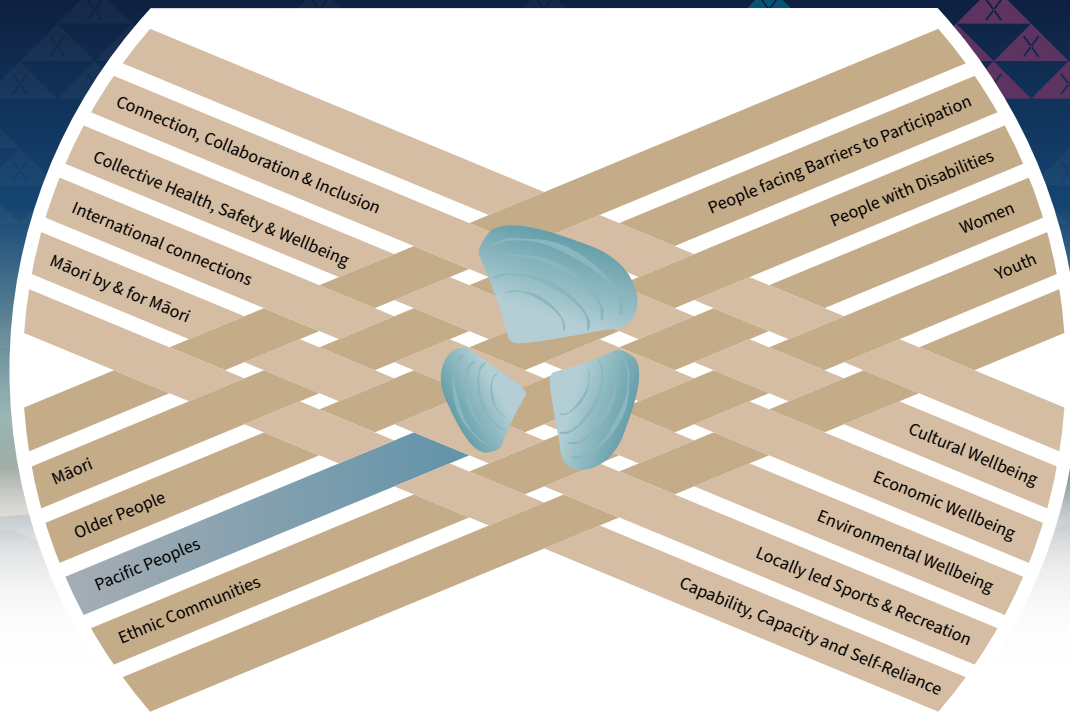 Connection, Collaboration & Inclusion
Collective Health, Safety & Wellbeing
International connections
Māori by & for Māori
People facing Barriers to Participation
People with Disabilities
Women
Youth
Māori
Older People
Pacific Peoples
Ethnic Communities
Cultural Wellbeing
Economic Wellbeing
Environmental Wellbeing
Locally led Sports & Recreation
Capability, Capacity and Self-Reliance